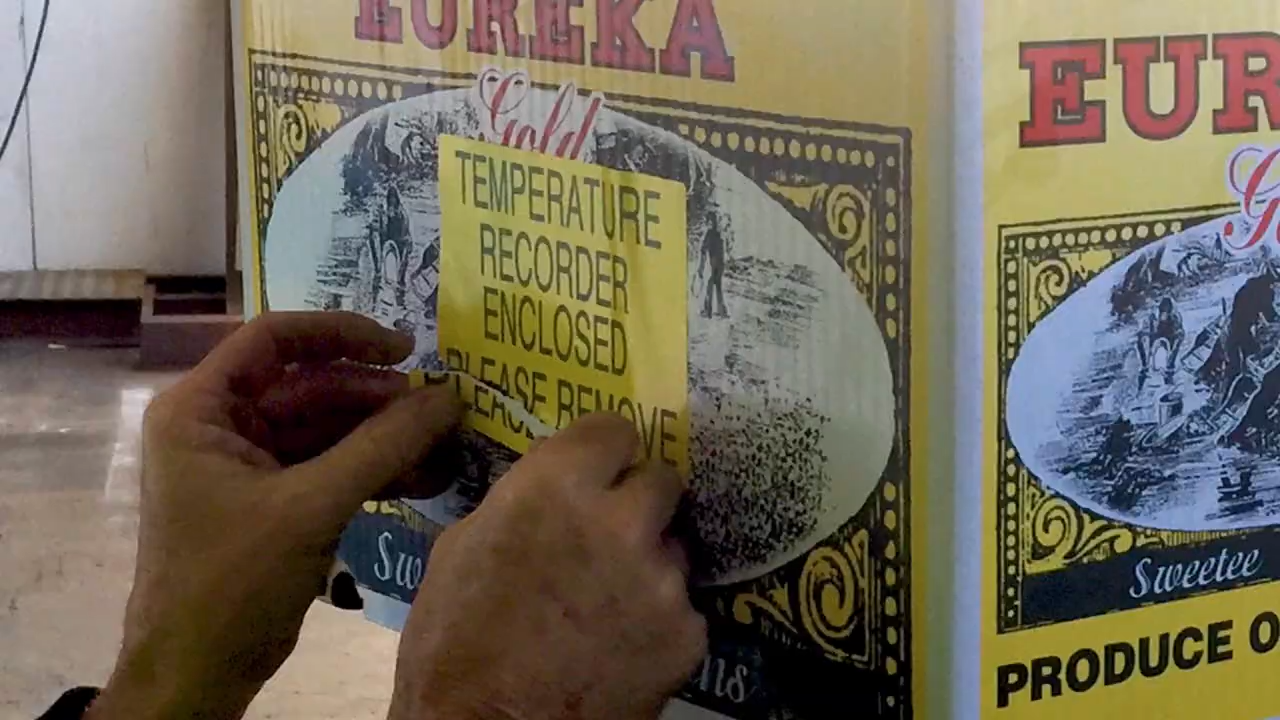 EUREKA
Gold
TEMPERATURE
RECORDER
ENCLOSED
PLEASE REMOVE
EUR
Sweetee
PRODUCE O